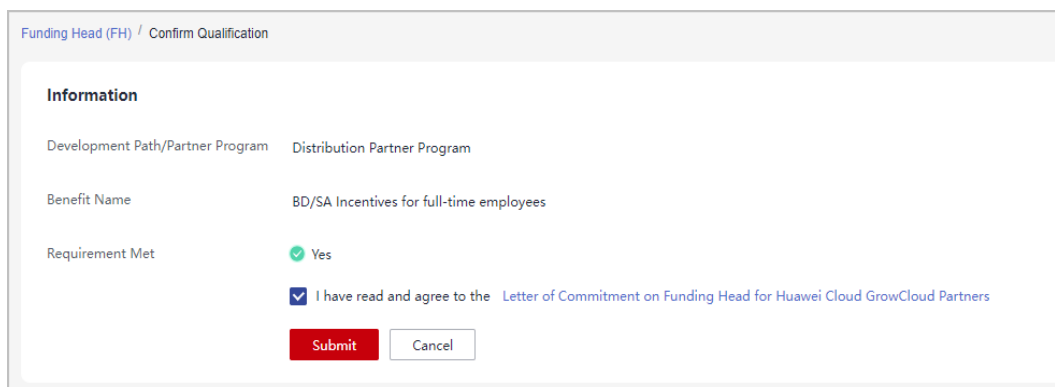 Funding Head (FH) / Confirm Qualification
Information
Development Path/Partner Program Distribution Partner Program
Benefit Name BD/SA Incentives for full-time employees
Requirement Met Yes
I have read and agree to the Letter of Commitment on Funding Head for Huawei Cloud GrowCloud Partners
Submit Cancel